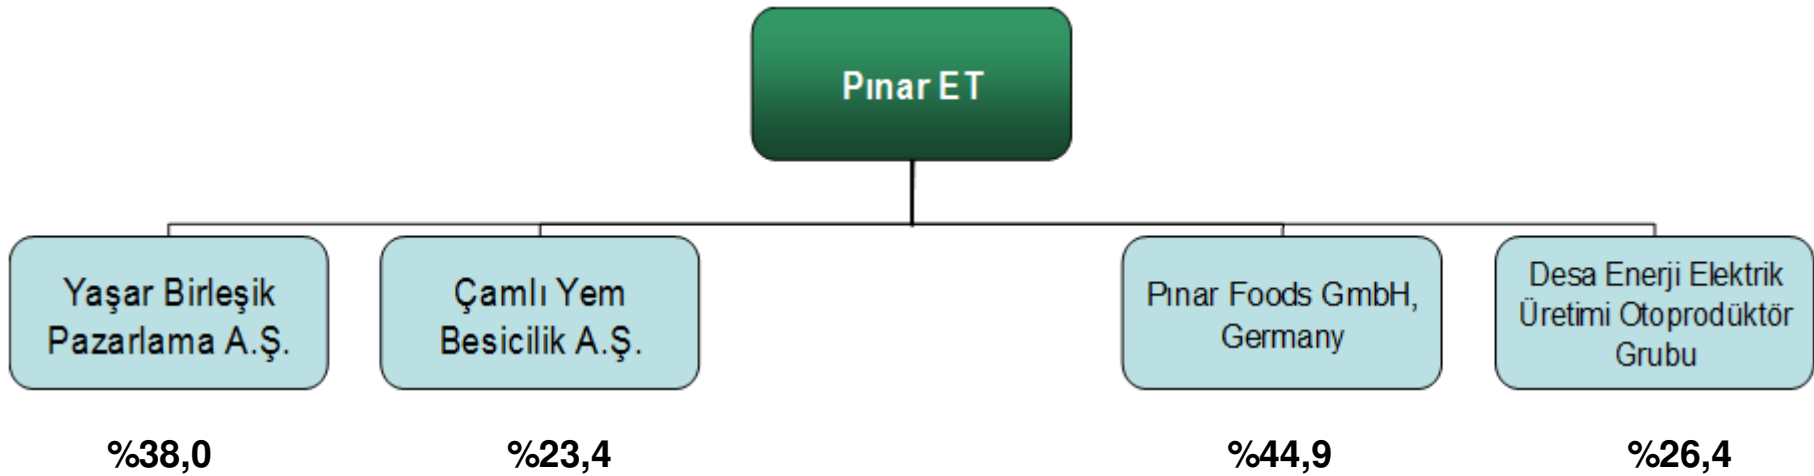 Pınar ET
Yaşar Birleşik
Pazarlama A.Ş.
Çamlı Yem
Besicilik A.Ş.
Pınar Foods GmbH,
Germany
Desa Enerji Elektrik
Üretimi Otoprodüktör
Grubu
%38,0
%23,4
%44,9
%26,4